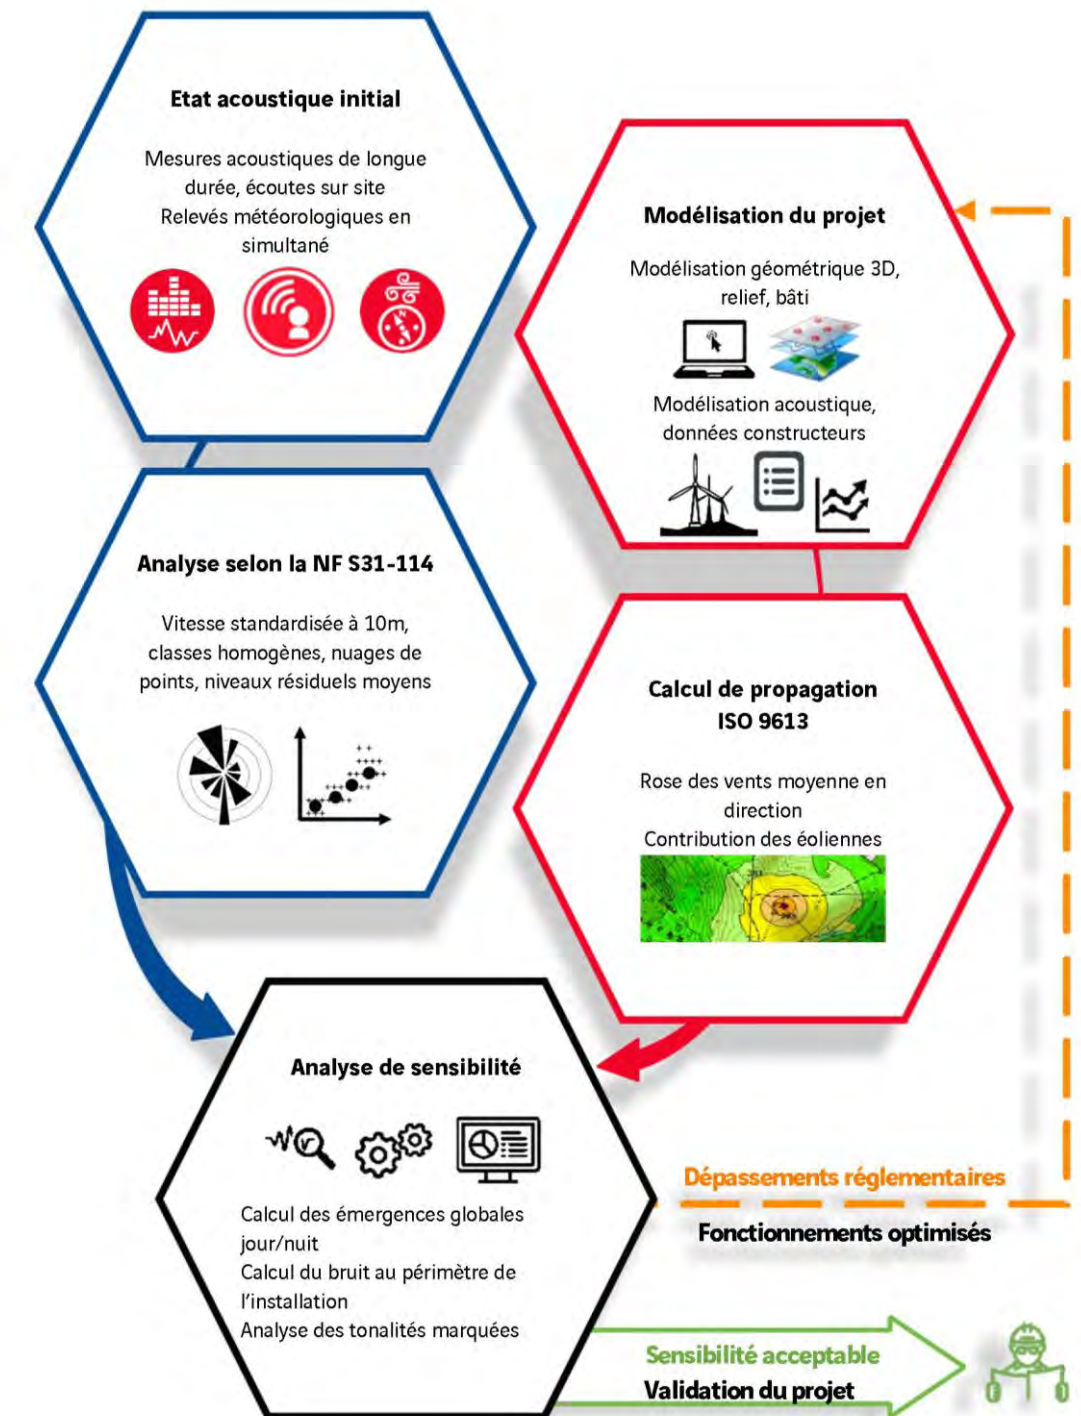 Etat acoustique initial
Mesures acoustiques de longue
durée, écoutes sur site
Relevés météorologiques en
simultané
Analyse selon la NF S31-114
Vitesse standardisée à 10m,
classes homogènes, nuages de
points, niveaux résiduels moyens
Modélisation du projet
Modélisation géométrique 3D,
relief, bâti
Modélisation acoustique,
données constructeurs
Calcul de propagation
ISO 9613
Rose des vents moyenne en
direction
Contribution des éoliennes
Analyse de sensibilité
Calcul des émergences globales
jour/nuit
Calcul du bruit au périmètre de
l'installation
Analyse des tonalités marquées
Dépassements réglementaires
Fonctionnements optimisés
Sensibilité acceptable
Validation du projet